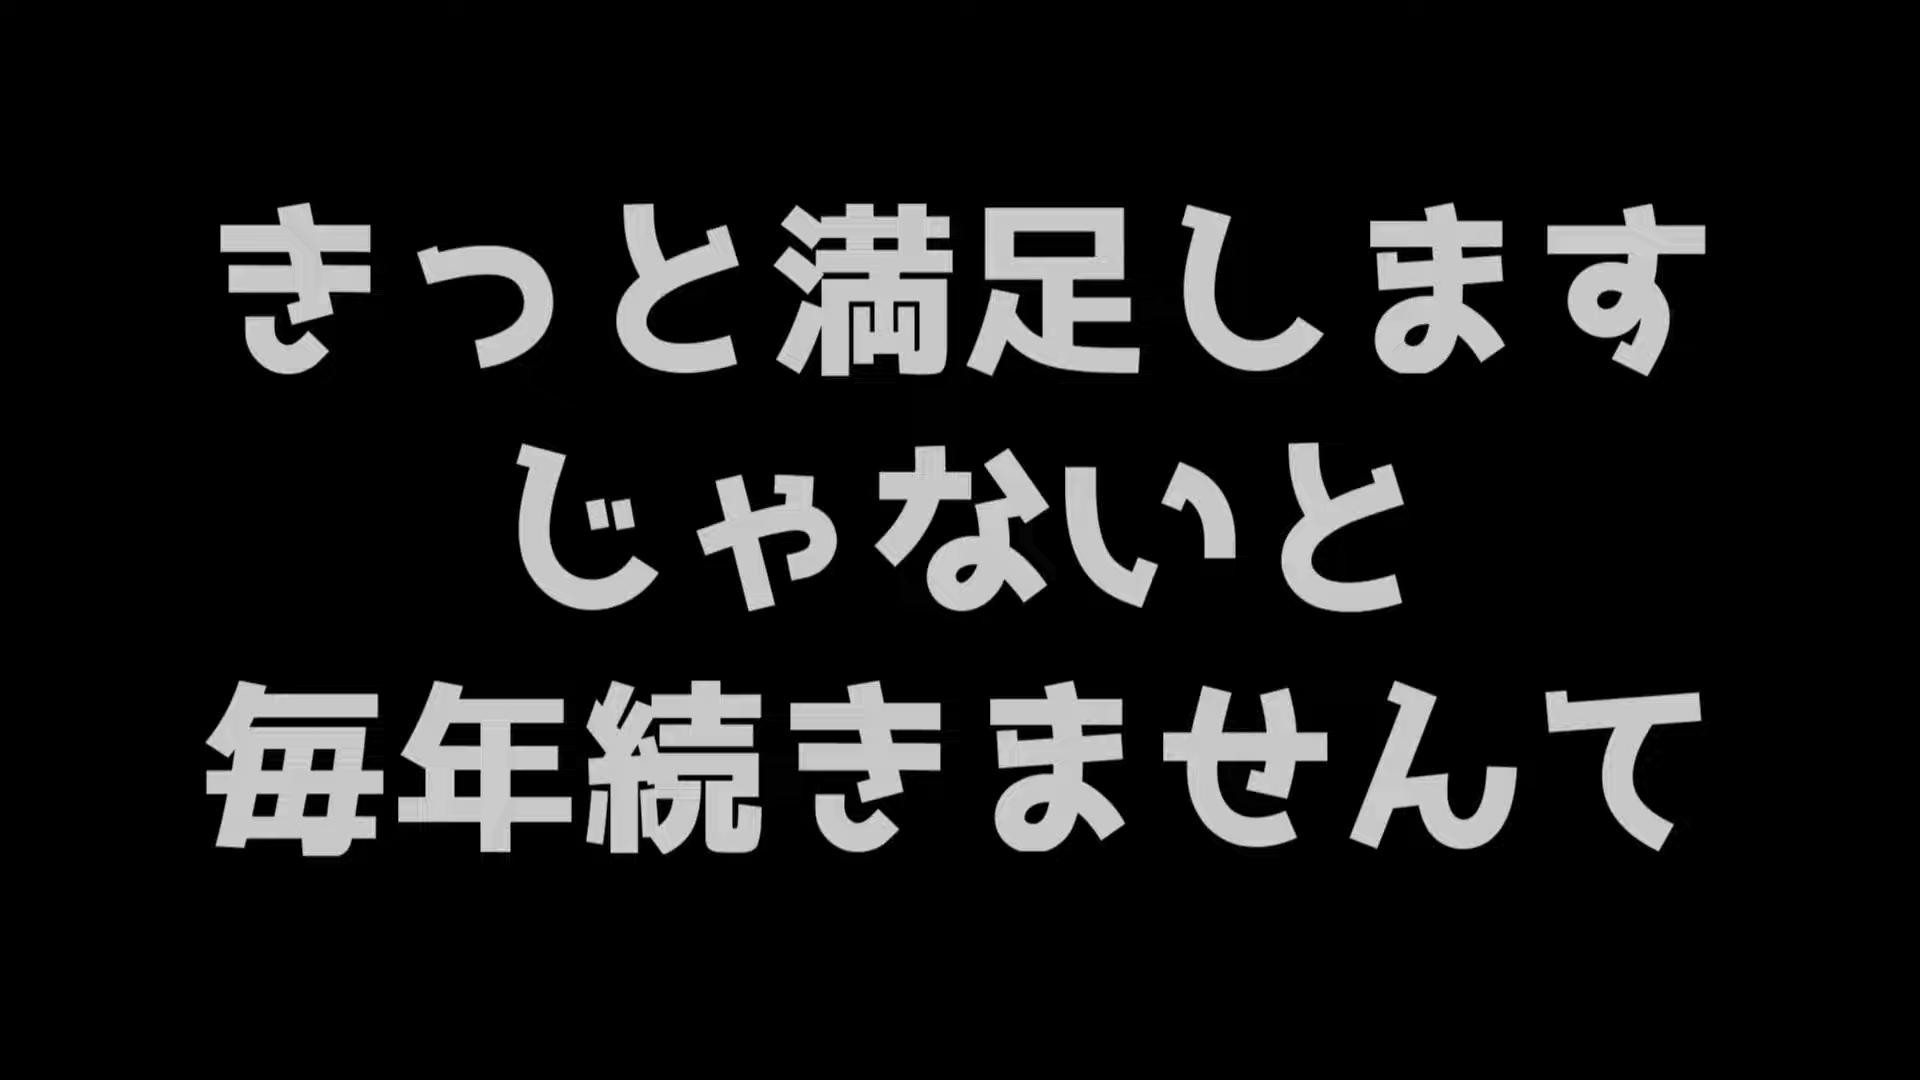 きっと満足します
じゃないと
毎年続きませんて